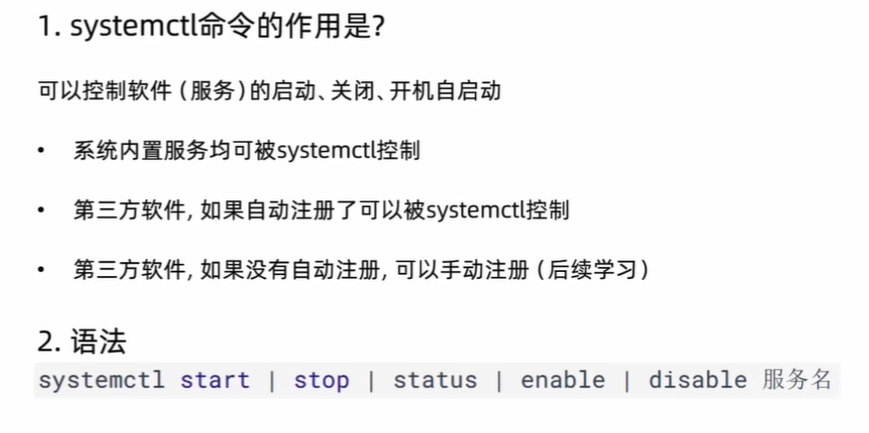 1. systemctl命令的作用是?
可以控制软件（服务）的启动、关闭、开机自启动
• 系统内置服务均可被systemctl控制
• 第三方软件, 如果自动注册了可以被systemctl控制
• 第三方软件, 如果没有自动注册, 可以手动注册（后续学习）
2. 语法
systemctl start | stop | status | enable | disable 服务名